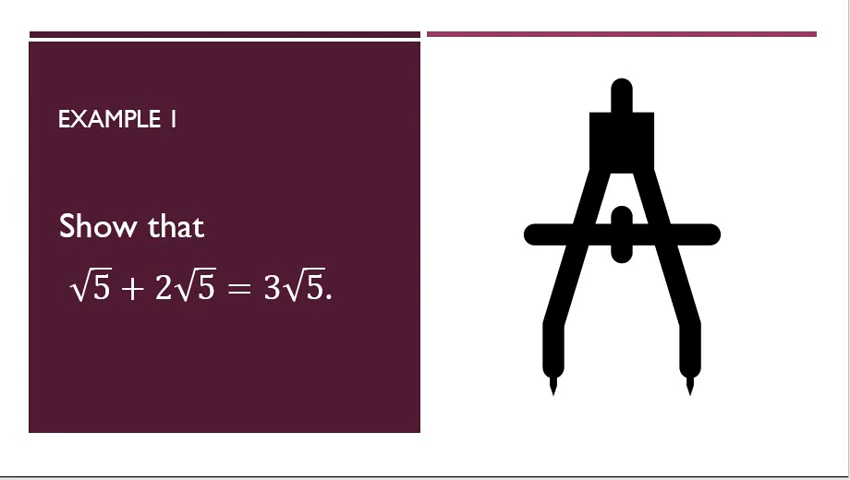 EXAMPLE 1
Show that
√5 + 2√5 = 3√5.